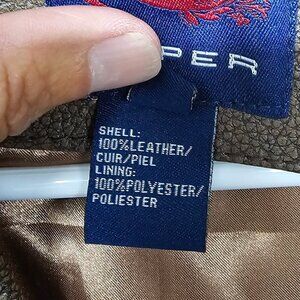 PER
SHELL:
100%LEATHER/
CUIR/PIEL
LINING:
100%POLYESTER/
POLIESTER